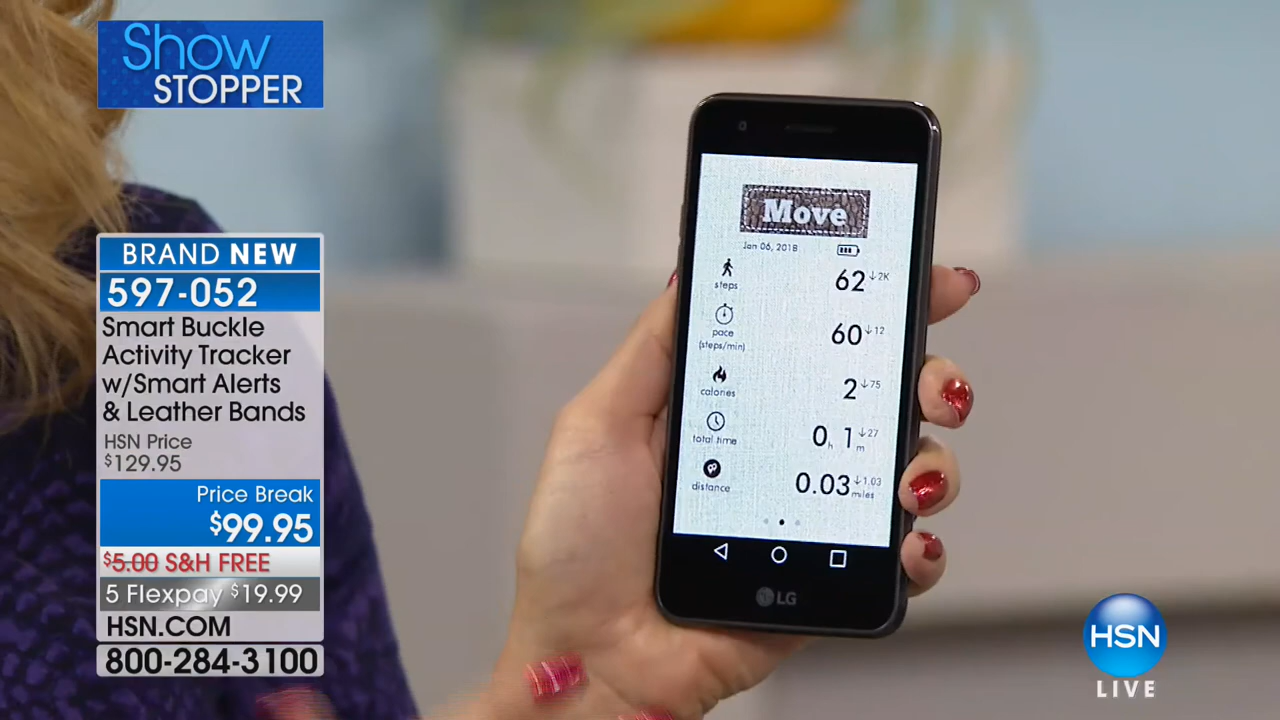 Show
STOPPER
BRAND NEW
597-052
Smart Buckle
Activity Tracker
w/Smart Alerts
& Leather Bands
HSN Price
$129.95
Price Break
$99.95
$5.00 S&H FREE
5 Flexpay $19.99
HSN.COM
800-284-3100
Move
Jan 06, 2018
steps
62 ↓2K
pace
(steps/min)
60 ↓12
calories
2 ↓75
total time
0h 1m ↓27
distance
0.03 miles ↓1.03
LG
HSN
LIVE